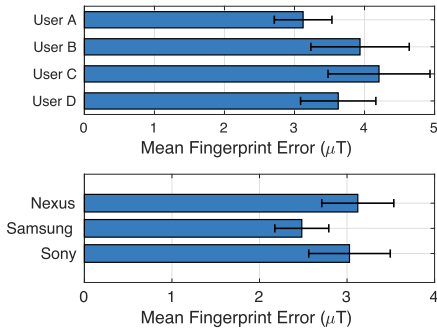 User A
User B
User C
User D
0 1 2 3 4 5
Mean Fingerprint Error (μT)
Nexus
Samsung
Sony
0 1 2 3 4
Mean Fingerprint Error (μT)